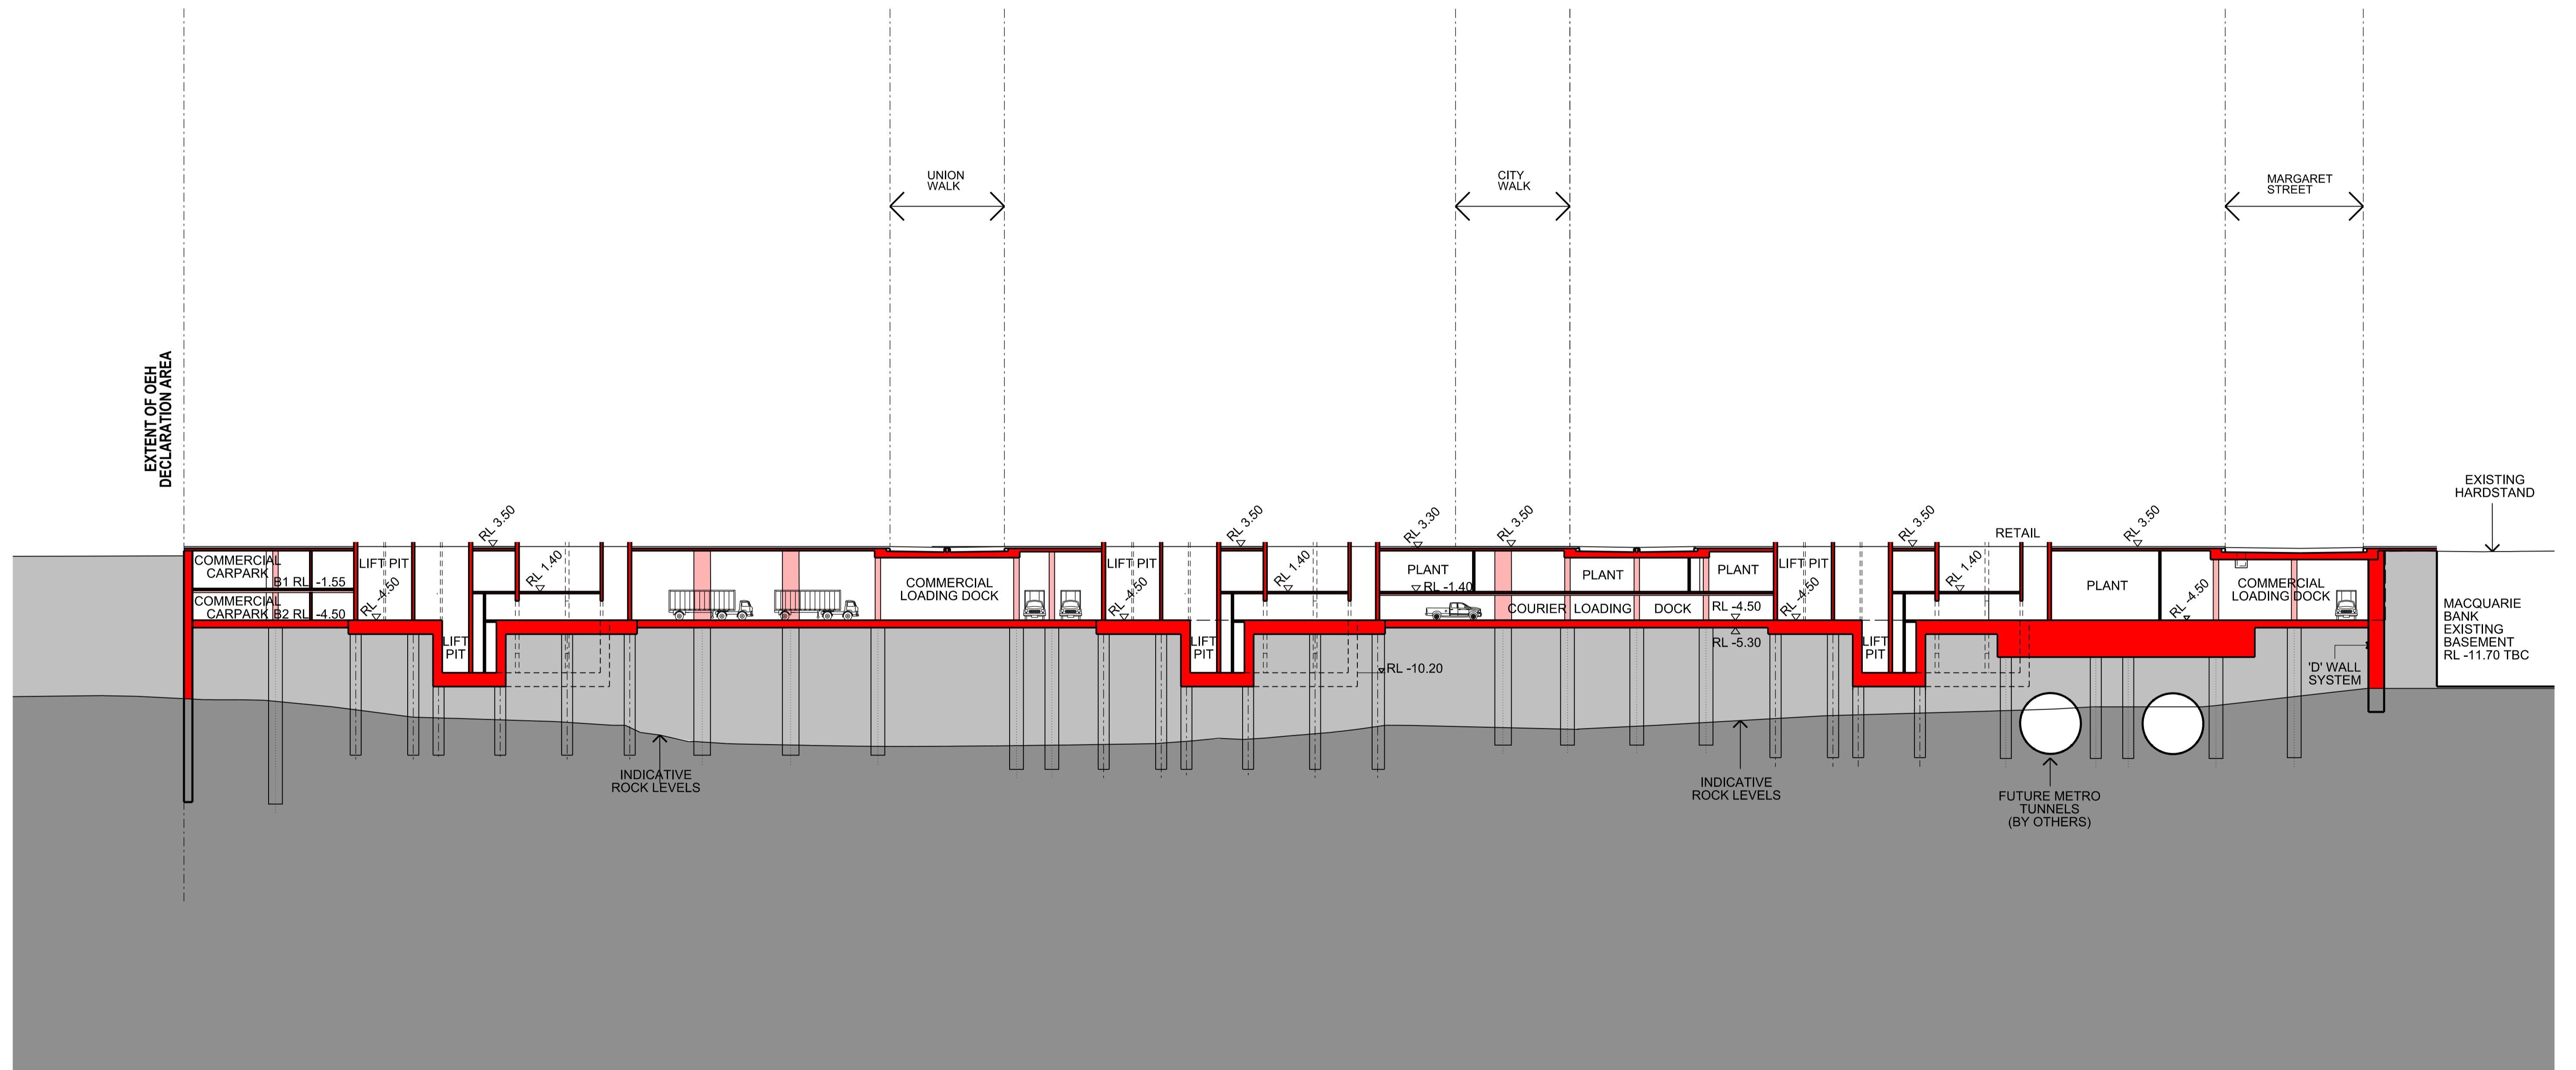 UNION
WALK
CITY
WALK
MARGARET
STREET
EXTENT OF OEH
DECLARATION AREA
EXISTING
HARDSTAND
RL 3.50
RL 3.50
RL 3.30
RL 3.50
RL 3.50
RETAIL
RL 3.50
COMMERCIAL
CARPARK
B1 RL -1.55
COMMERCIAL
CARPARK
B2 RL -4.50
LIFT PIT
RL -4.50
RL 1.40
LIFT
PIT
COMMERCIAL
LOADING DOCK
LIFT PIT
RL -4.50
RL 1.40
LIFT
PIT
PLANT
RL -1.40
PLANT
PLANT
COURIER LOADING DOCK
RL -4.50
RL -5.30
RL -10.20
LIFT PIT
RL -4.50
RL 1.40
LIFT
PIT
PLANT
RL -4.50
COMMERCIAL
LOADING DOCK
'D' WALL
SYSTEM
MACQUARIE
BANK
EXISTING
BASEMENT
RL -11.70 TBC
INDICATIVE
ROCK LEVELS
INDICATIVE
ROCK LEVELS
FUTURE METRO
TUNNELS
(BY OTHERS)